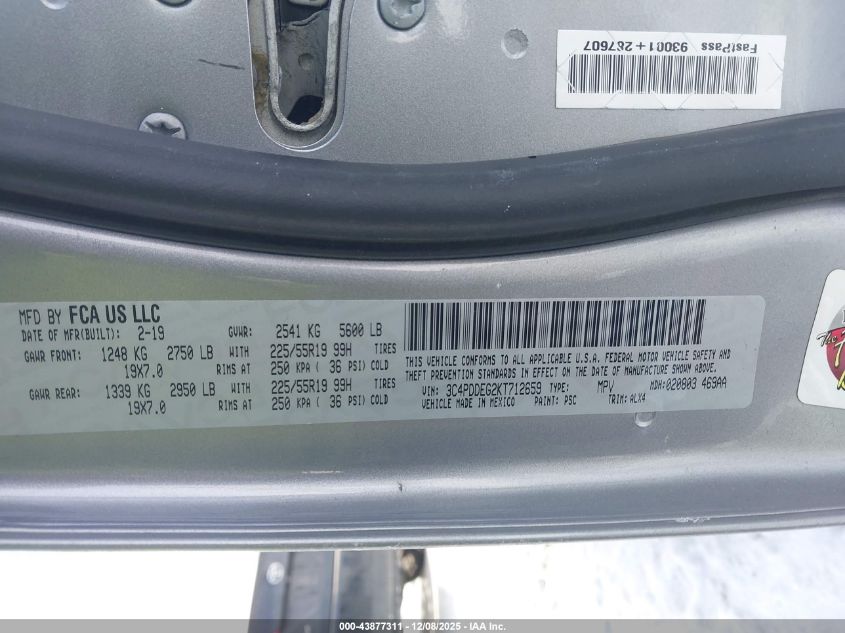 FastPass
93001+287607
MFD BY FCA US LLC
DATE OF MFR(BUILT): 2-19 GVWR: 2541 KG 5600 LB
GAWR FRONT: 1248 KG 2750 LB WITH 225/55R19 99H TIRES
19X7.0 RIMS AT 250 KPA ( 36 PSI) COLD
GAWR REAR: 1339 KG 2950 LB WITH 225/55R19 99H TIRES
19X7.0 RIMS AT 250 KPA ( 36 PSI) COLD
THIS VEHICLE CONFORMS TO ALL APPLICABLE U.S.A. FEDERAL MOTOR VEHICLE SAFETY AND
THEFT PREVENTION STANDARDS IN EFFECT ON THE DATE OF MANUFACTURE SHOWN ABOVE.
VIN: 3C4PDDEG2KT712659 TYPE: MPV MDH: 020803 469AA
VEHICLE MADE IN MEXICO PAINT: PSC TRIM: ALX4
The
000-43877311 - 12/08/2025 - IAA Inc.